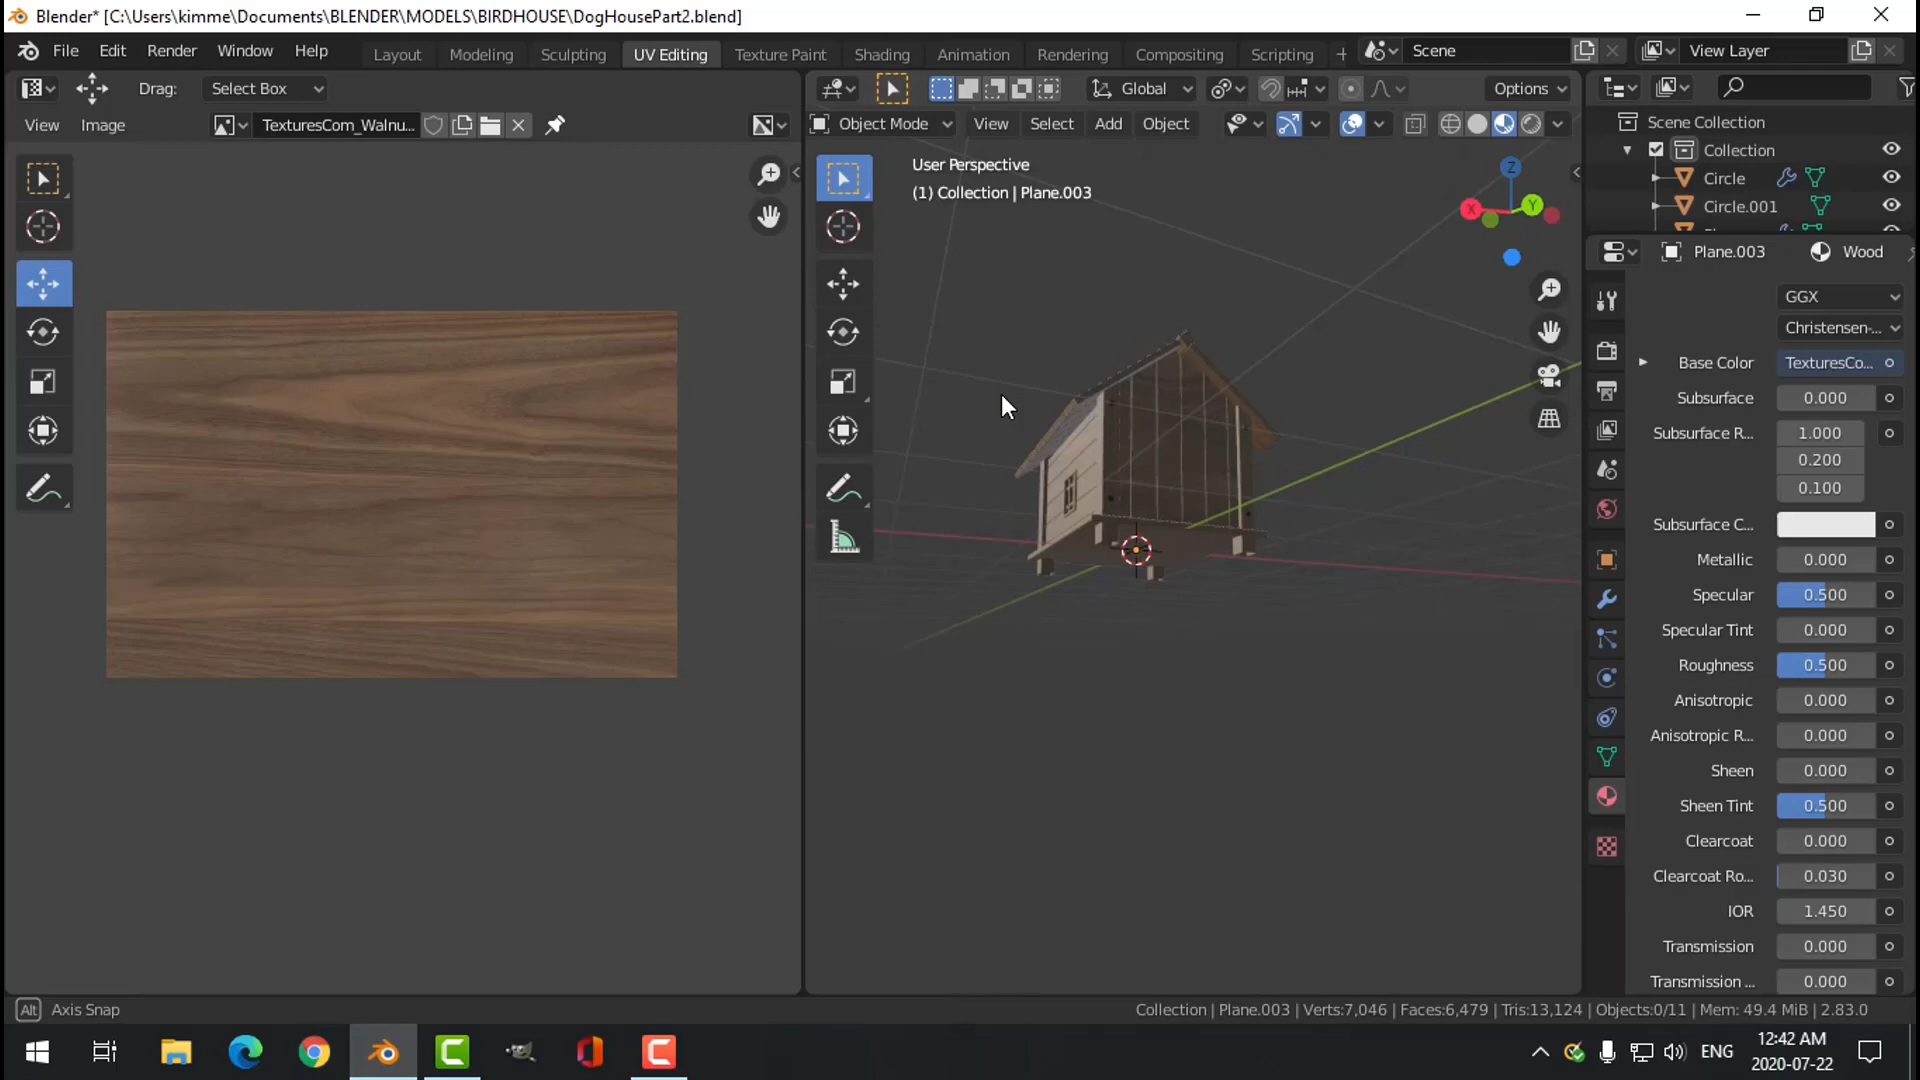 Blender* [C:\Users\kimme\Documents\BLENDER\MODELS\BIRDHOUSE\DogHousePart2.blend]
File Edit Render Window Help Layout Modeling Sculpting UV Editing Texture Paint Shading Animation Rendering Compositing Scripting + Scene View Layer
Drag: Select Box Global Options
View Image TexturesCom_Walnu... Object Mode View Select Add Object
Scene Collection
Collection
Circle
Circle.001
User Perspective
(1) Collection | Plane.003
Z
X
Y
Plane.003 Wood
GGX
Christensen-...
Base Color TexturesCo...
Subsurface 0.000
Subsurface R... 1.000
0.200
0.100
Subsurface C...
Metallic 0.000
Specular 0.500
Specular Tint 0.000
Roughness 0.500
Anisotropic 0.000
Anisotropic R... 0.000
Sheen 0.000
Sheen Tint 0.500
Clearcoat 0.000
Clearcoat Ro... 0.030
IOR 1.450
Transmission 0.000
Transmission ... 0.000
Alt Axis Snap
Collection | Plane.003 | Verts:7,046 | Faces:6,479 | Tris:13,124 | Objects:0/11 | Mem: 49.4 MiB | 2.83.0
ENG
12:42 AM
2020-07-22